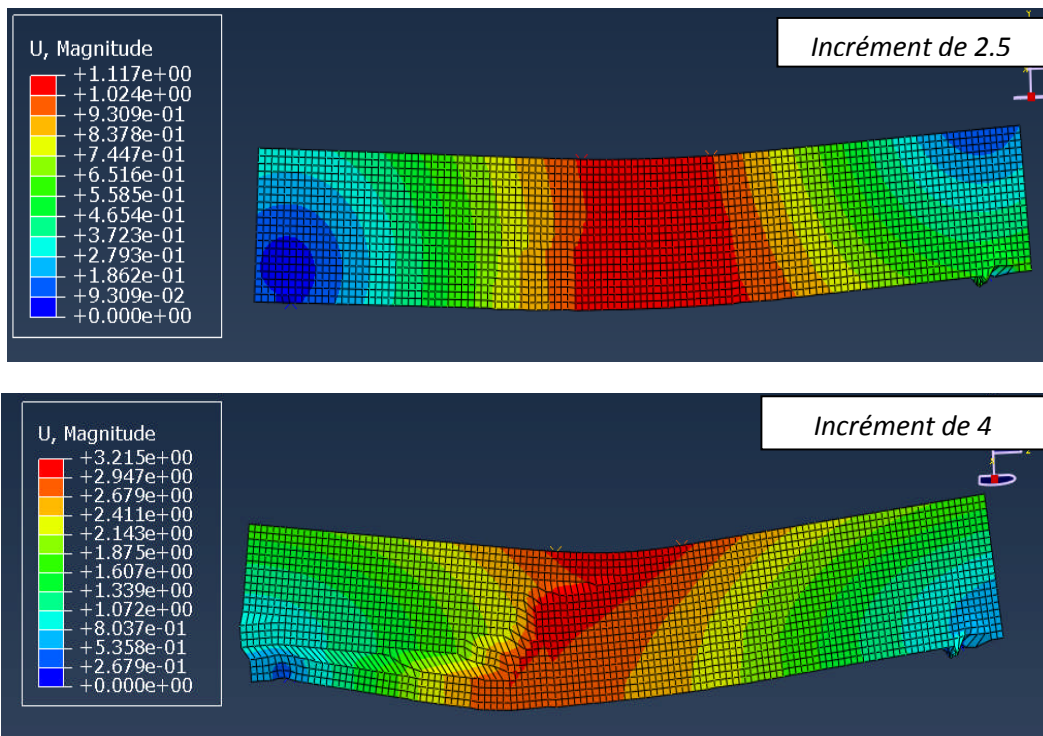 Incrément de 2.5
U, Magnitude
+1.117e+00
+1.024e+00
+9.309e-01
+8.378e-01
+7.447e-01
+6.516e-01
+5.585e-01
+4.654e-01
+3.723e-01
+2.793e-01
+1.862e-01
+9.309e-02
+0.000e+00
Incrément de 4
U, Magnitude
+3.215e+00
+2.947e+00
+2.679e+00
+2.411e+00
+2.143e+00
+1.875e+00
+1.607e+00
+1.339e+00
+1.072e+00
+8.037e-01
+5.358e-01
+2.679e-01
+0.000e+00